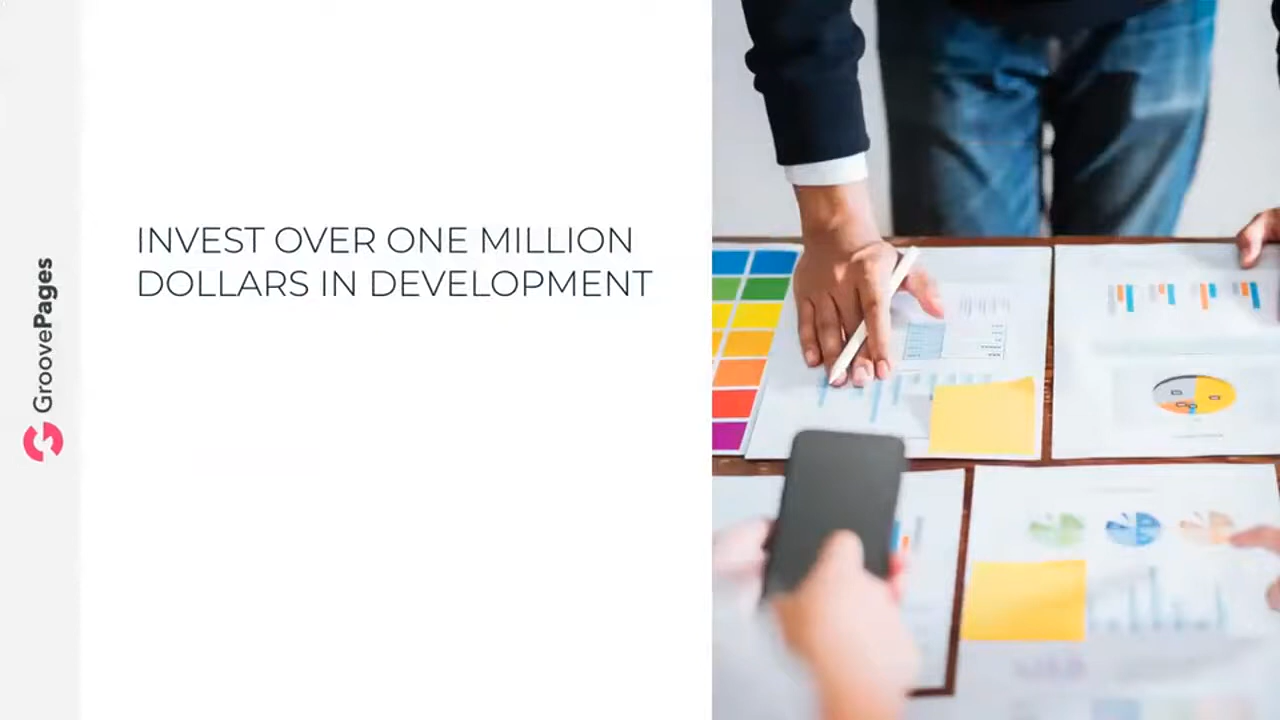 INVEST OVER ONE MILLION
DOLLARS IN DEVELOPMENT
GroovePages